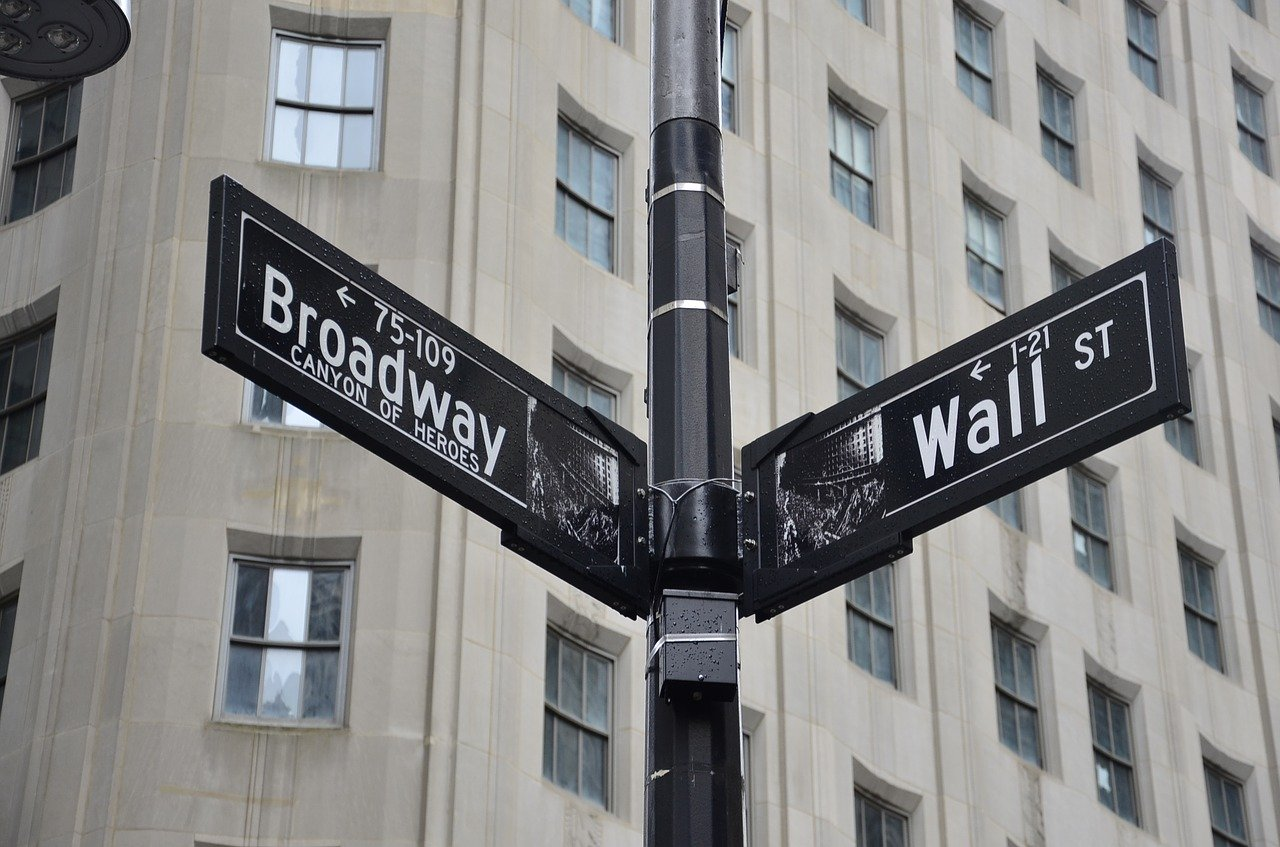 ← 75-109
Broadway
CANYON OF HEROES
← 1-21
Wall ST